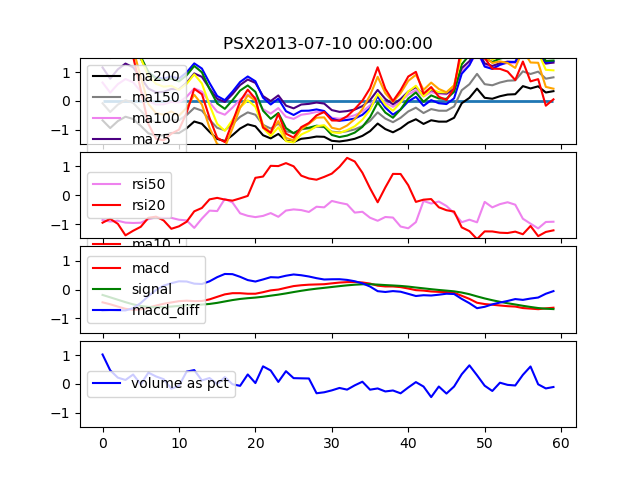 PSX2013-07-10 00:00:00
1
0
−1
ma200
ma150
ma100
ma75
1
0
−1
rsi50
rsi20
ma10
1
0
−1
macd
signal
macd_diff
1
0
−1
volume as pct
0 10 20 30 40 50 60